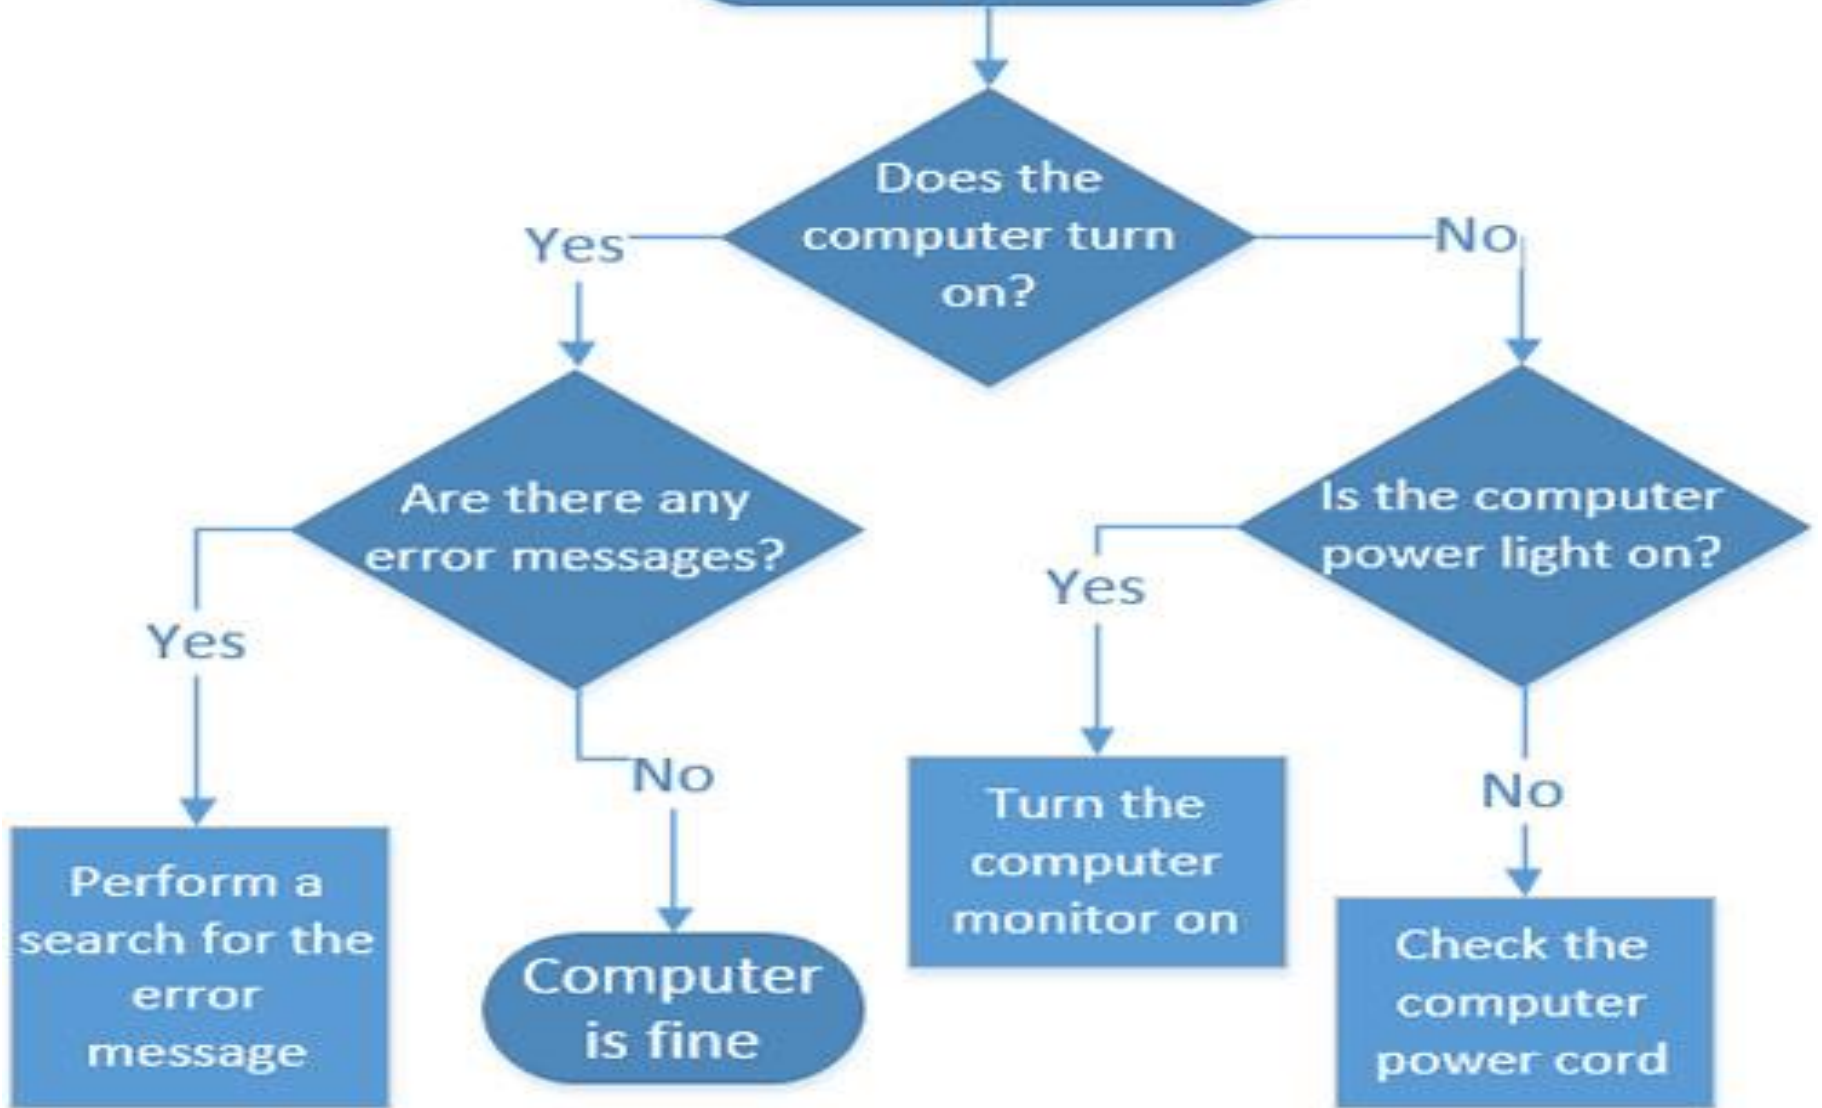 Does the
computer turn
on?
Yes
No
Are there any
error messages?
Is the computer
power light on?
Yes
Yes
No
No
Turn the
computer
monitor on
Perform a
search for the
error
message
Computer
is fine
Check the
computer
power cord